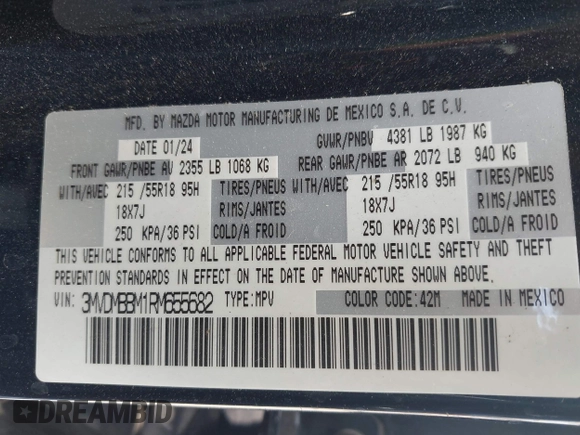 MFD. BY MAZDA MOTOR MANUFACTURING DE MEXICO S.A. DE C.V.
DATE 01/24 GVWR/PNBV 4381 LB 1987 KG
FRONT GAWR/PNBE AV 2355 LB 1068 KG REAR GAWR/PNBE AR 2072 LB 940 KG
WITH/AVEC 215 /55R18 95H TIRES/PNEUS WITH/AVEC 215 /55R18 95H TIRES/PNEUS
18X7J RIMS/JANTES 18X7J RIMS/JANTES
250 KPA/36 PSI COLD/A FROID 250 KPA/36 PSI COLD/A FROID
THIS VEHICLE CONFORMS TO ALL APPLICABLE FEDERAL MOTOR VEHICLE SAFETY AND THEFT
PREVENTION STANDARDS IN EFFECT ON THE DATE OF MANUFACTURE SHOWN ABOVE.
VIN: 3MVDMBBM1RM655682 TYPE:MPV COLOR CODE:42M MADE IN MEXICO
DREAMBID